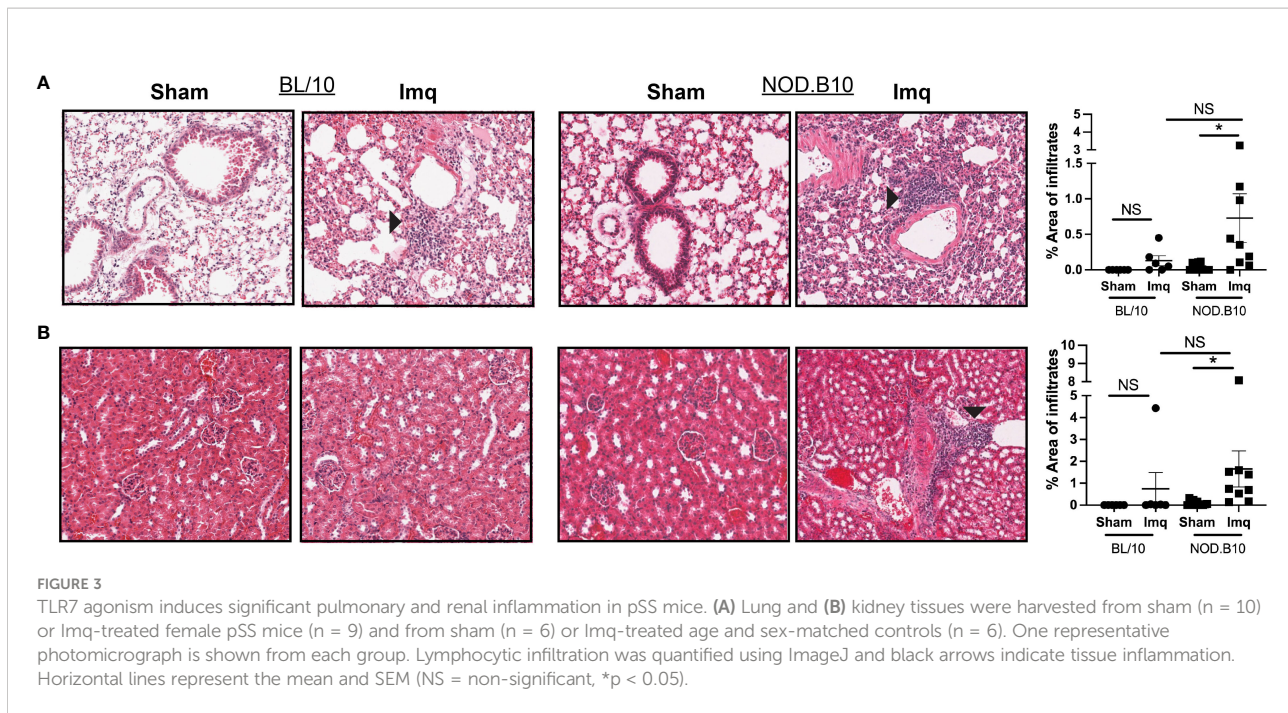 A
BL/10
Sham
Imq
NOD.B10
Sham
Imq
% Area of infiltrates
5
4
3
1.5
1.0
0.5
0.0
NS
NS
*
Sham Imq Sham Imq
BL/10 NOD.B10
B
% Area of infiltrates
10
9
8
5
4
3
2
1
0
NS
NS
*
Sham Imq Sham Imq
BL/10 NOD.B10
FIGURE 3
TLR7 agonism induces significant pulmonary and renal inflammation in pSS mice. (A) Lung and (B) kidney tissues were harvested from sham (n = 10)
or Imq-treated female pSS mice (n = 9) and from sham (n = 6) or Imq-treated age and sex-matched controls (n = 6). One representative
photomicrograph is shown from each group. Lymphocytic infiltration was quantified using ImageJ and black arrows indicate tissue inflammation.
Horizontal lines represent the mean and SEM (NS = non-significant, *p < 0.05).